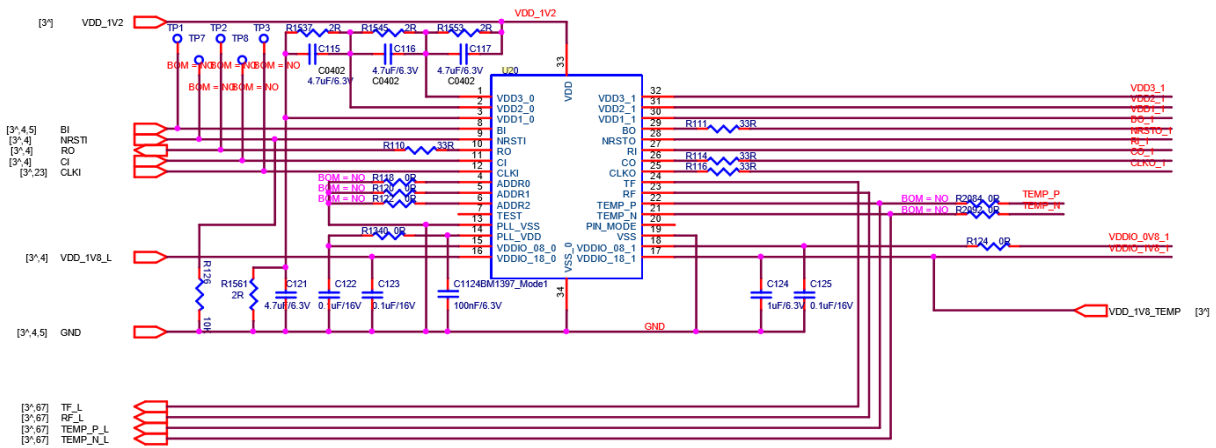 [3^] VDD_1V2
TP1 TP2 TP3
TP7 TP8
BOM = NO BOM = NO BOM = NO
BOM = NO BOM = NO
VDD_1V2
R1537 2R R1545 2R R1553 2R
C115 C116 C117
4.7uF/6.3V 4.7uF/6.3V 4.7uF/6.3V
C0402 C0402 C0402
U20
33 VDD
1 VDD3_0 VDD3_1 32 VDD3_1
2 VDD2_0 VDD2_1 31 VDD2_1
3 VDD1_0 VDD1_1 30 VDD1_1
[3^,4,5] BI 8 BI BO 29 R111 33R BO_1
[3^,4] NRSTI 9 NRSTI NRSTO 28 NRSTO_1
[3^,4] RO R110 33R 10 RO RI 27 RI_1
[3^,4] CI 11 CI CO 26 R114 33R CO_1
[3^,23] CLKI 12 CLKI CLKO 25 R116 33R CLKO_1
BOM = NO R118 0R 4 ADDR0 TF 24
BOM = NO R120 0R 5 ADDR1 RF 23
BOM = NO R122 0R 6 ADDR2 TEMP_P 22 BOM = NO R2084 0R TEMP_P
7 TEST TEMP_N 21 BOM = NO R2092 0R TEMP_N
13 PLL_VSS PIN_MODE 20
R1240 0R 14 PLL_VDD VSS 19
15 VDDIO_08_0 VDDIO_08_1 18 R124 0R VDDIO_0V8_1
[3^,4] VDD_1V8_L 16 VDDIO_18_0 VDDIO_18_1 17 VDDIO_1V8_1
VSS_0 34
BM1397_Mode1
R126 10K
R1561 2R
C121 4.7uF/6.3V
C122 0.1uF/16V
C123 0.1uF/16V
C1124 100nF/6.3V
C124 1uF/6.3V
C125 0.1uF/16V
VDD_1V8_TEMP [3^]
[3^,4,5] GND GND
[3^,67] TF_L
[3^,67] RF_L
[3^,67] TEMP_P_L
[3^,67] TEMP_N_L